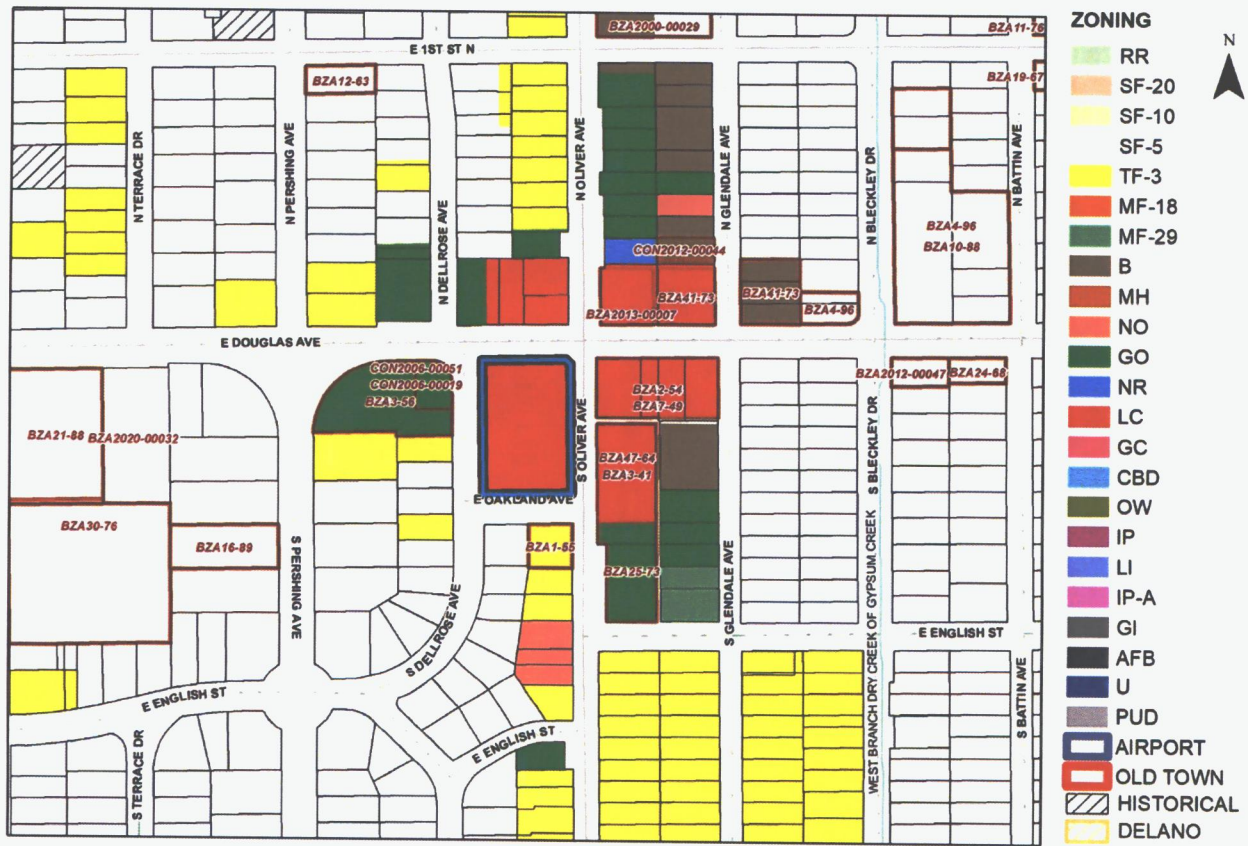 BZA2000-00029
BZA11-76
E 1ST ST N
BZA12-63
BZA19-67
N TERRACE DR
N PERSHING AVE
N DELLROSE AVE
N OLIVER AVE
N GLENDALE AVE
N BLECKLEY DR
N BATTIN AVE
BZA4-96
BZA10-88
CON2012-00044
BZA41-73
BZA2013-00007
BZA41-73
BZA4-96
E DOUGLAS AVE
CON2006-00051
CON2006-00019
BZA3-56
BZA2-54
BZA7-49
BZA2012-00047
BZA24-68
BZA21-88
BZA2020-00032
S OLIVER AVE
BZA47-64
BZA3-41
S BLECKLEY DR
E OAKLAND AVE
BZA30-76
BZA16-89
BZA1-55
BZA25-73
S PERSHING AVE
S DELLROSE AVE
S GLENDALE AVE
WEST BRANCH DRY CREEK OF GYPSUM CREEK
E ENGLISH ST
S BATTIN AVE
E ENGLISH ST
E ENGLISH ST
S TERRACE DR
ZONING
RR
SF-20
SF-10
SF-5
TF-3
MF-18
MF-29
B
MH
NO
GO
NR
LC
GC
CBD
OW
IP
LI
IP-A
GI
AFB
U
PUD
AIRPORT
OLD TOWN
HISTORICAL
DELANO
N